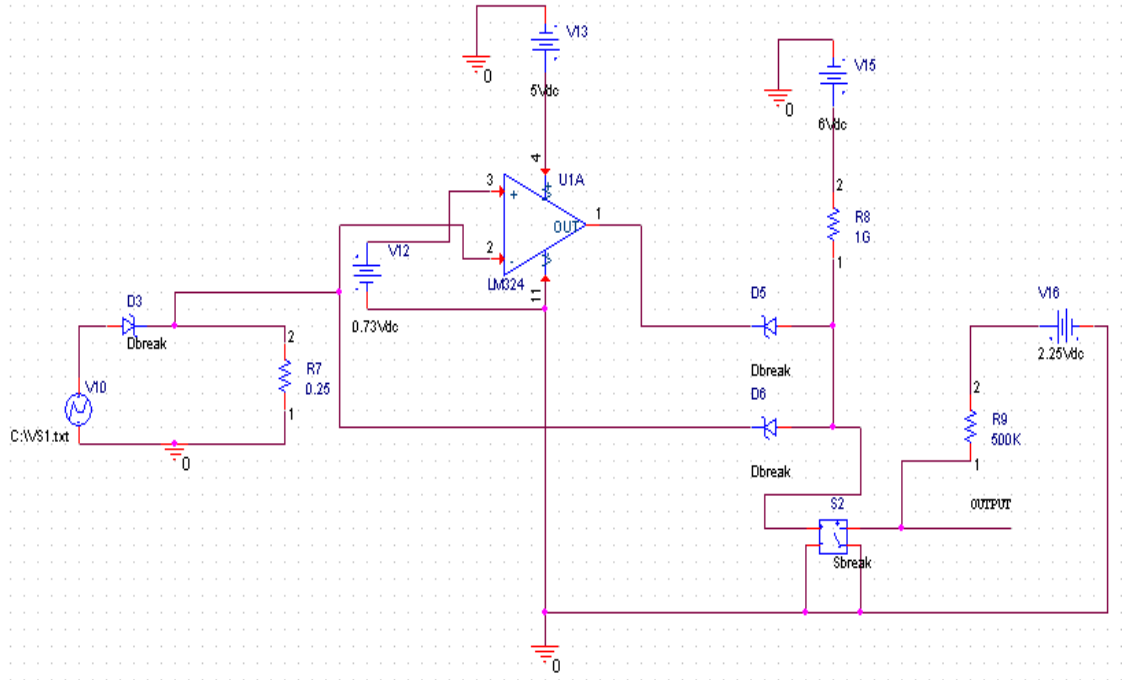 V13
0
5Vdc
V15
0
6Vdc
4
U1A
3
+
2
-
OUT
1
LM324
11
V12
0.73Vdc
2
R8
1G
1
D3
Dbreak
2
R7
0.25
1
V10
C:\VS1.txt
0
D5
Dbreak
D6
Dbreak
V16
2.25Vdc
2
R9
500K
1
OUTPUT
S2
Sbreak
0